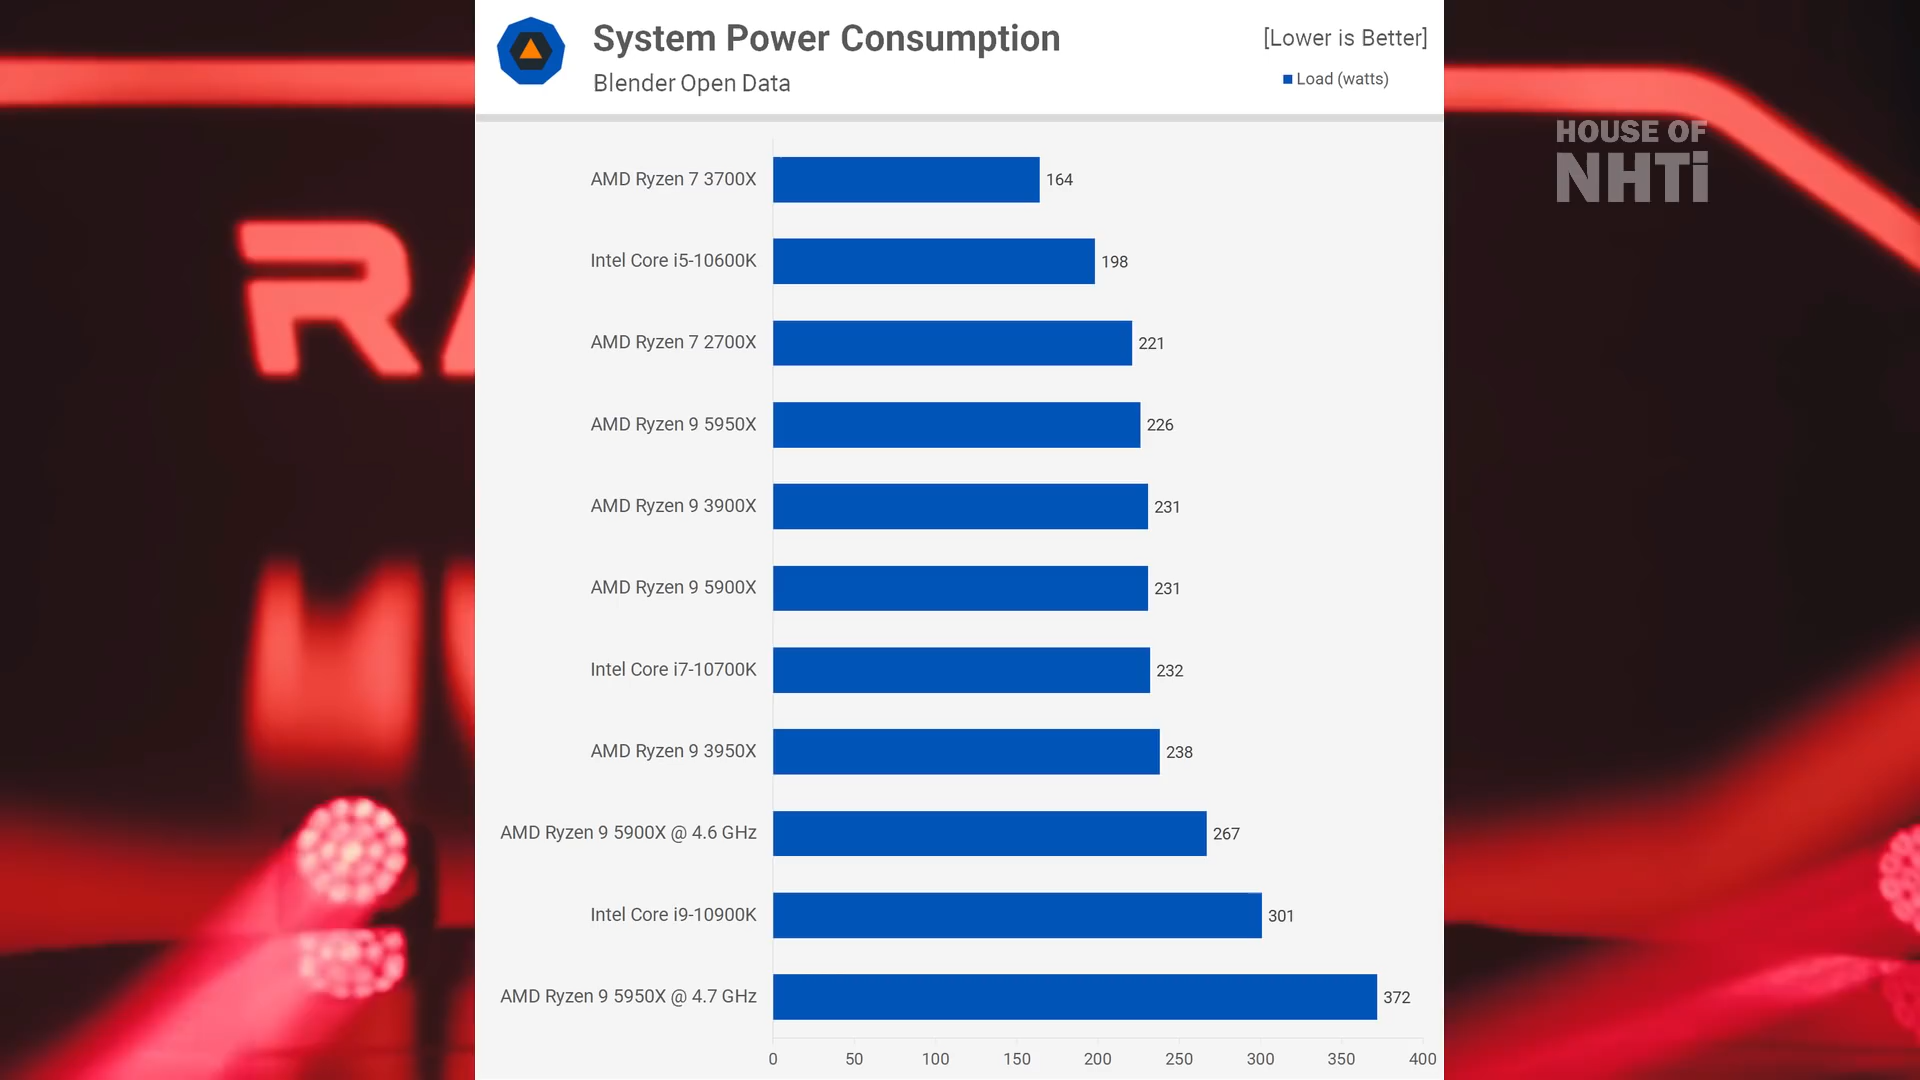 System Power Consumption
[Lower is Better]
Blender Open Data
Load (watts)
HOUSE OF
NHTi
AMD Ryzen 7 3700X 164
Intel Core i5-10600K 198
AMD Ryzen 7 2700X 221
AMD Ryzen 9 5950X 226
AMD Ryzen 9 3900X 231
AMD Ryzen 9 5900X 231
Intel Core i7-10700K 232
AMD Ryzen 9 3950X 238
AMD Ryzen 9 5900X @ 4.6 GHz 267
Intel Core i9-10900K 301
AMD Ryzen 9 5950X @ 4.7 GHz 372
0 50 100 150 200 250 300 350 400